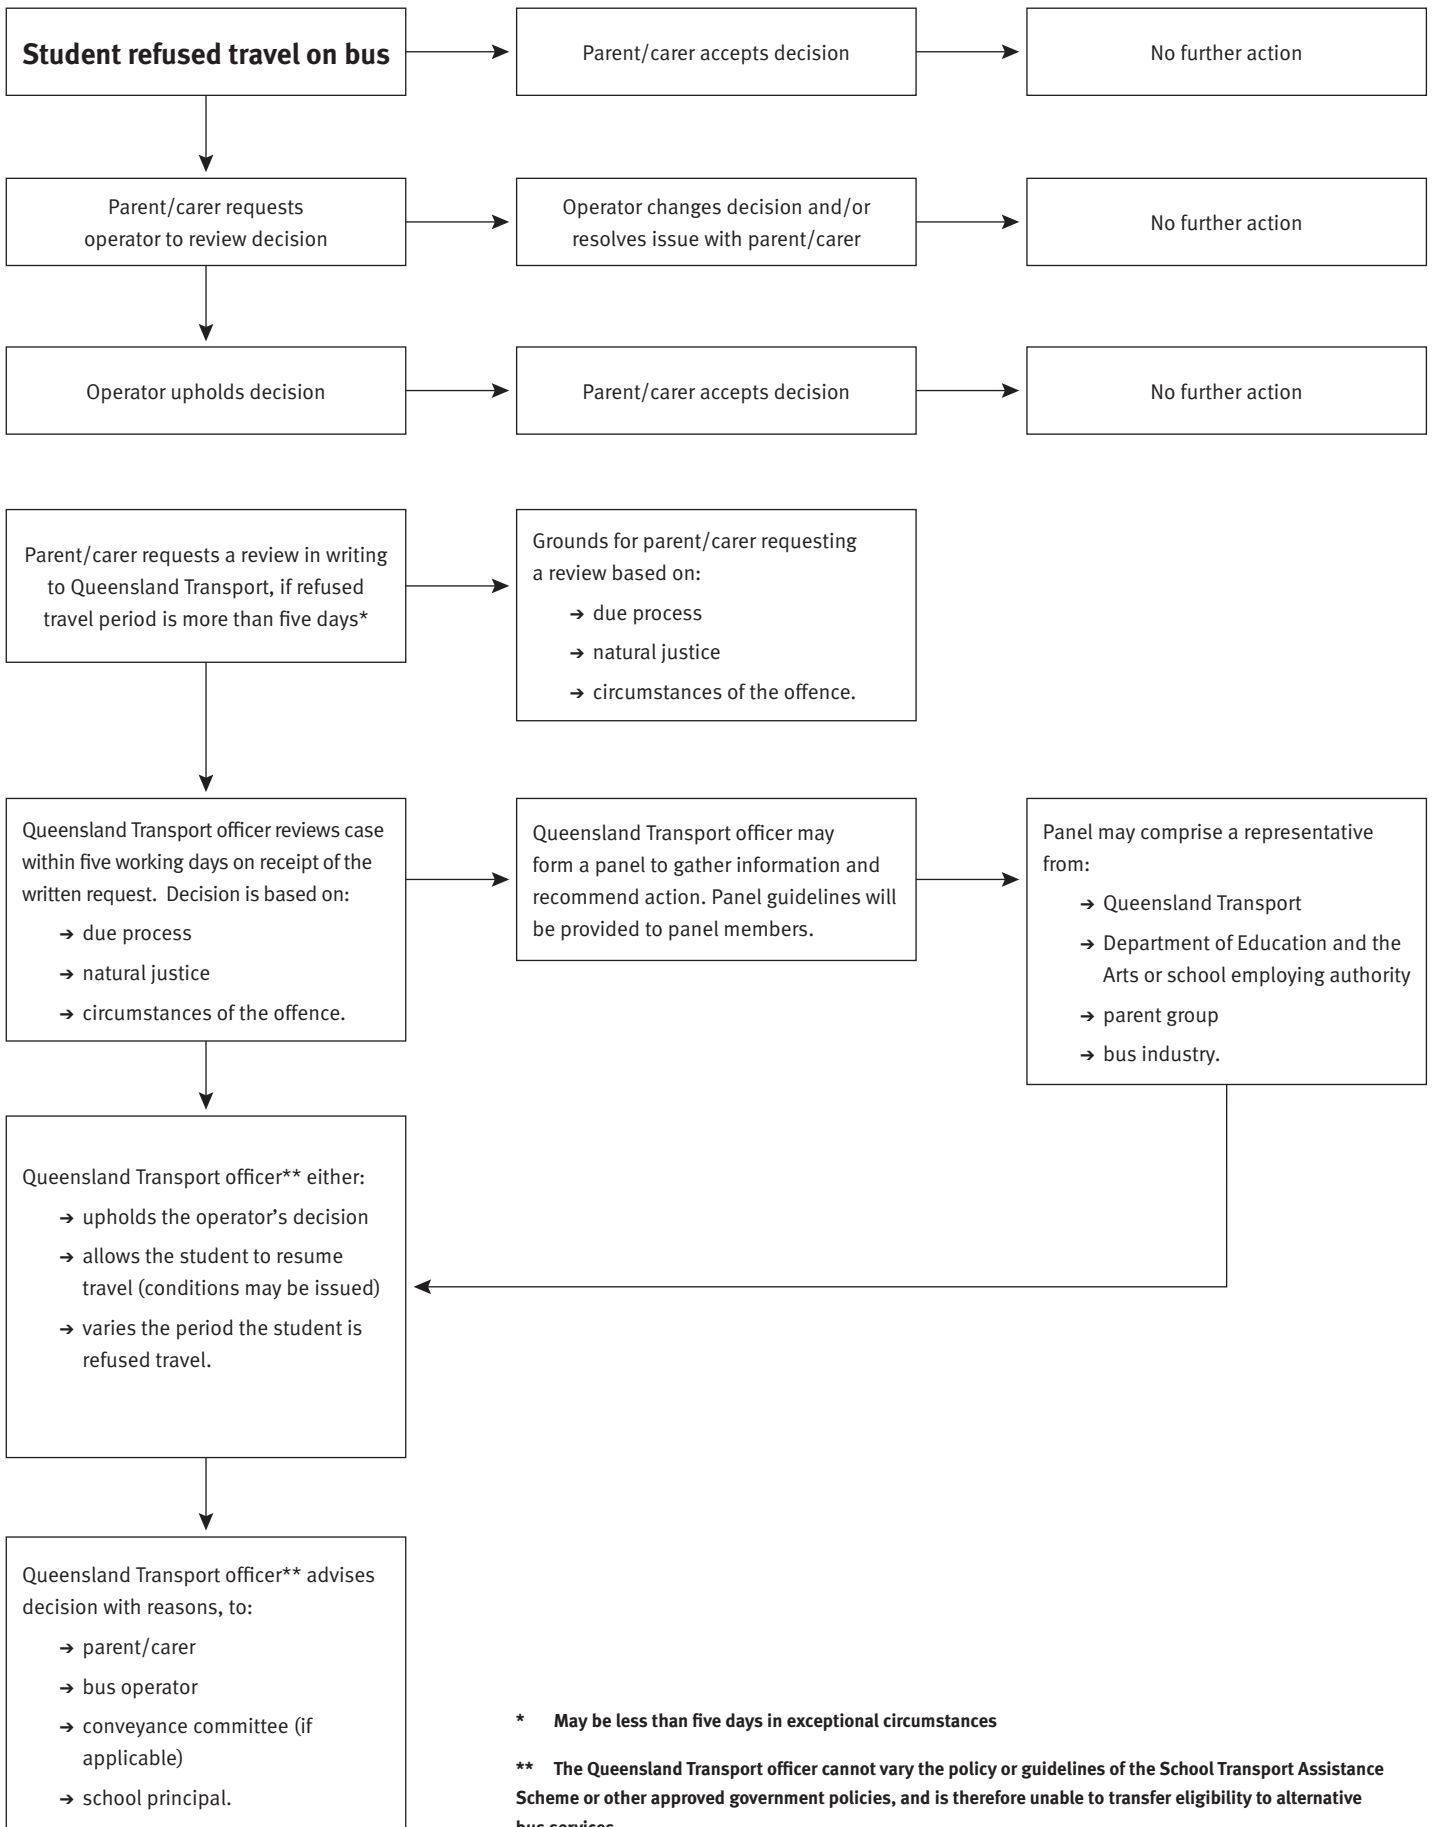 Student refused travel on bus
Parent/carer accepts decision
No further action
Parent/carer requests
operator to review decision
Operator changes decision and/or
resolves issue with parent/carer
No further action
Operator upholds decision
Parent/carer accepts decision
No further action
Parent/carer requests a review in writing
to Queensland Transport, if refused
travel period is more than five days*
Grounds for parent/carer requesting
a review based on:
➔ due process
➔ natural justice
➔ circumstances of the offence.
Queensland Transport officer reviews case
within five working days on receipt of the
written request. Decision is based on:
➔ due process
➔ natural justice
➔ circumstances of the offence.
Queensland Transport officer may
form a panel to gather information and
recommend action. Panel guidelines will
be provided to panel members.
Panel may comprise a representative
from:
➔ Queensland Transport
➔ Department of Education and the
Arts or school employing authority
➔ parent group
➔ bus industry.
Queensland Transport officer** either:
➔ upholds the operator’s decision
➔ allows the student to resume
travel (conditions may be issued)
➔ varies the period the student is
refused travel.
Queensland Transport officer** advises
decision with reasons, to:
➔ parent/carer
➔ bus operator
➔ conveyance committee (if
applicable)
➔ school principal.
* May be less than five days in exceptional circumstances
** The Queensland Transport officer cannot vary the policy or guidelines of the School Transport Assistance
Scheme or other approved government policies, and is therefore unable to transfer eligibility to alternative
bus services